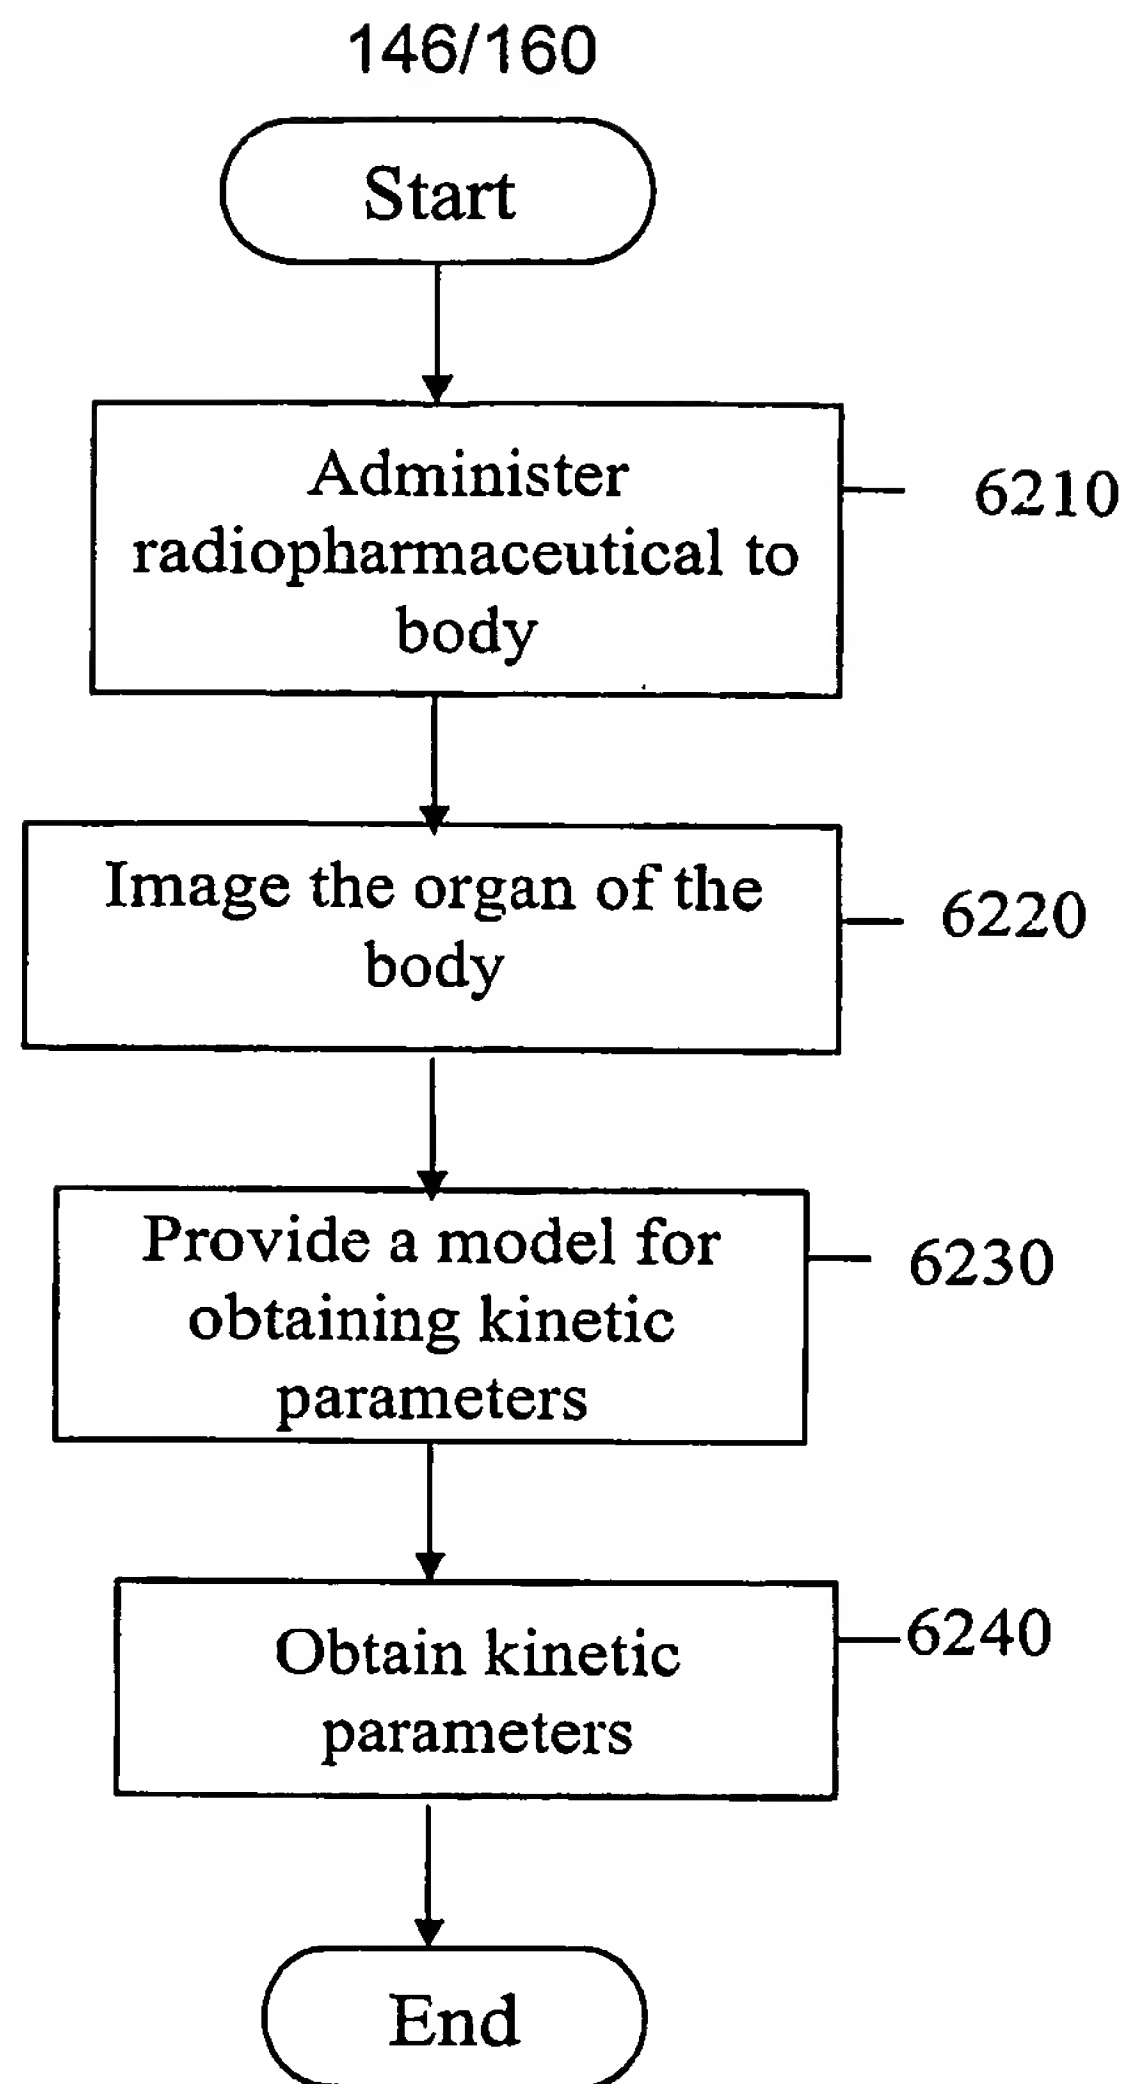 146/160
Start
Administer
radiopharmaceutical to
body
6210
Image the organ of the
body
6220
Provide a model for
obtaining kinetic
parameters
6230
Obtain kinetic
parameters
6240
End